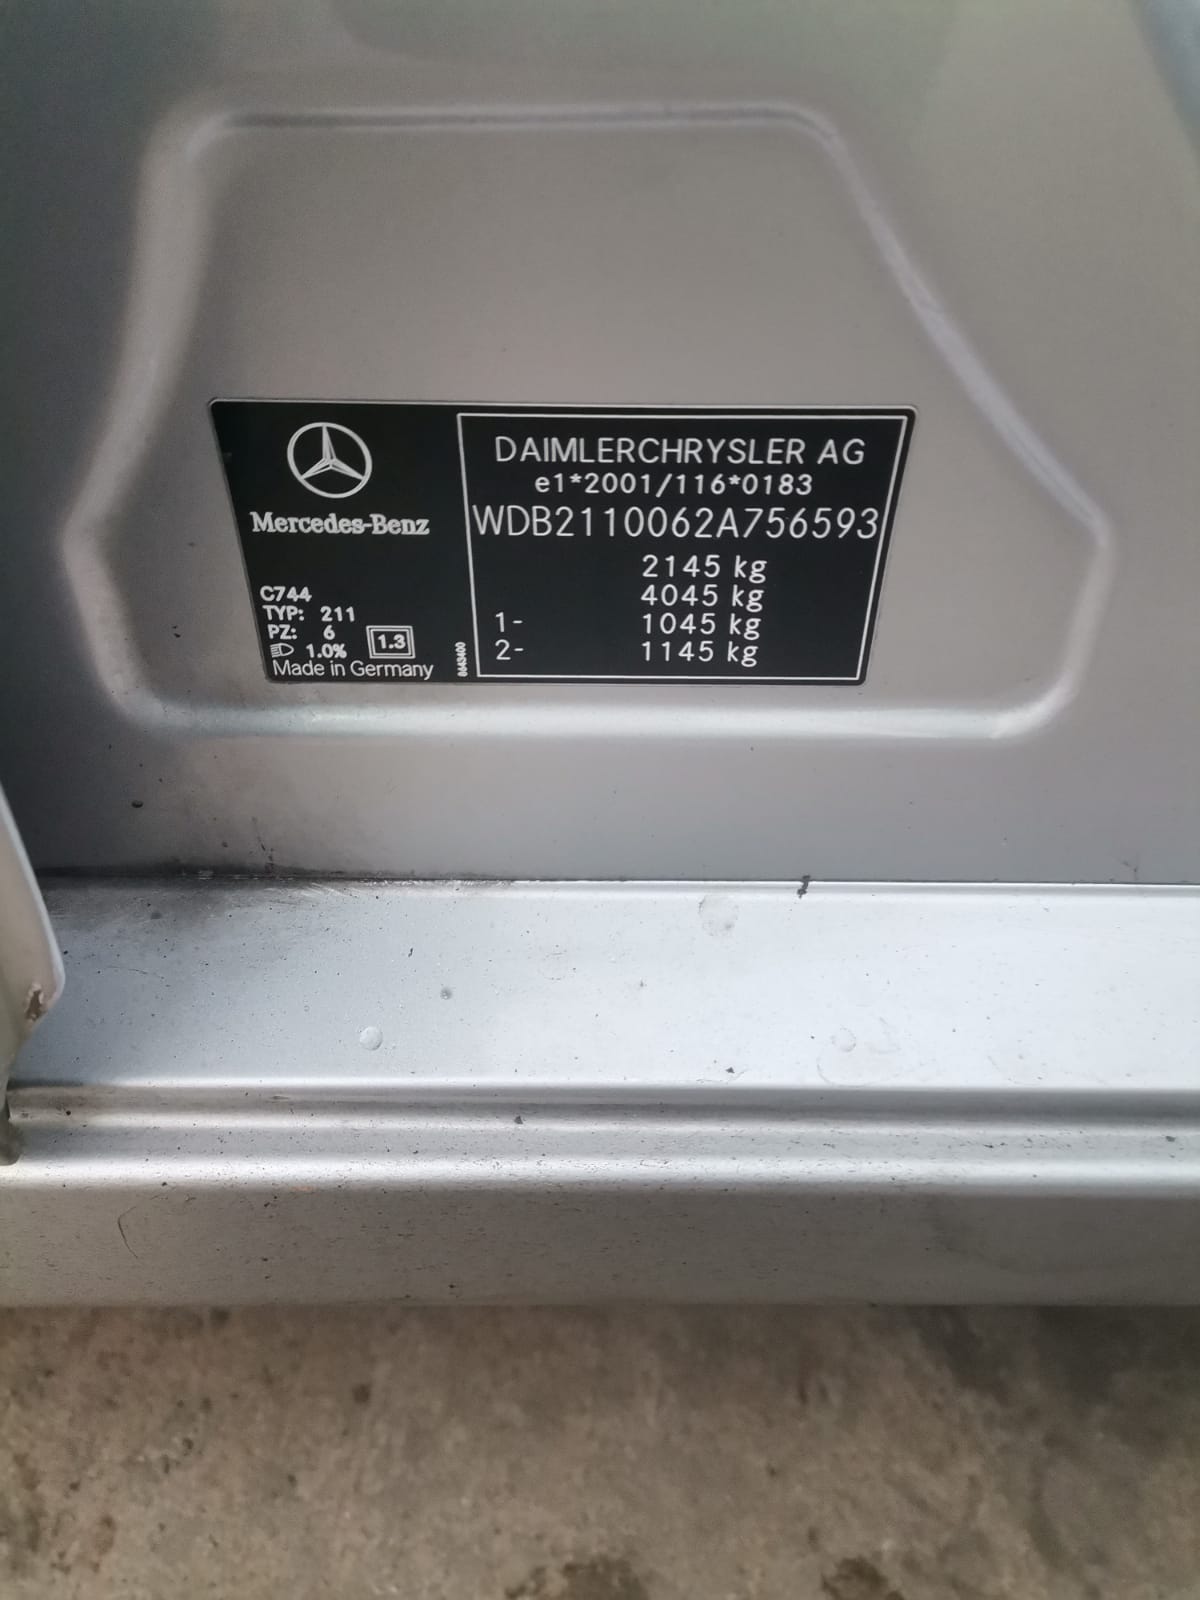 Mercedes-Benz
C744
TYP: 211
PZ: 6
1.0% 1.3
Made in Germany
8643400
DAIMLERCHRYSLER AG
e1*2001/116*0183
WDB2110062A756593
2145 kg
4045 kg
1- 1045 kg
2- 1145 kg